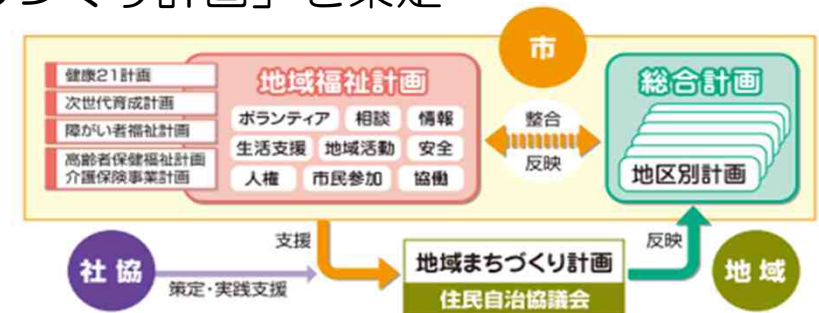 づくり計画」を策定
市
健康21計画
次世代育成計画
障がい者福祉計画
高齢者保健福祉計画
介護保険事業計画
地域福祉計画
ボランティア 相談 情報
生活支援 地域活動 安全
人権 市民参加 協働
整合
反映
総合計画
地区別計画
社協
策定・実践支援
支援
地域まちづくり計画
住民自治協議会
反映
地域